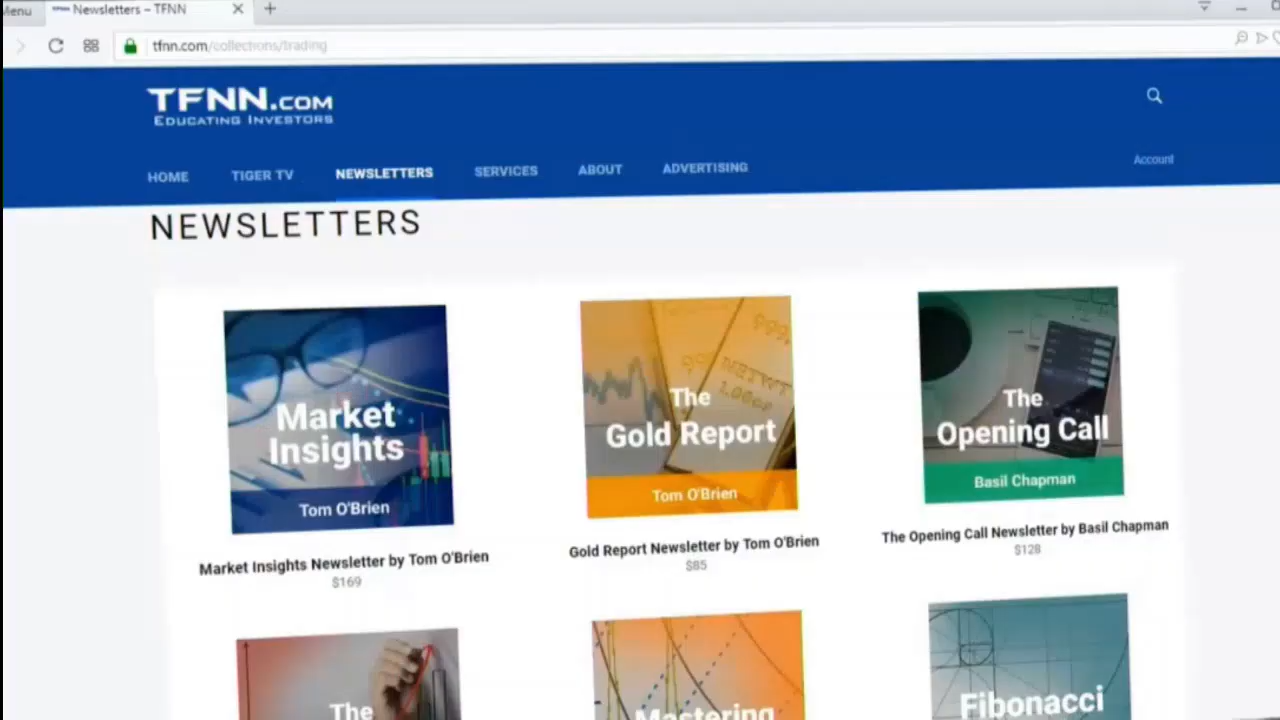 Menu
Newsletters – TFNN
tfnn.com/collections/trading
TFNN.COM
EDUCATING INVESTORS
HOME
TIGER TV
NEWSLETTERS
SERVICES
ABOUT
ADVERTISING
Account
NEWSLETTERS
Market
Insights
Tom O'Brien
Market Insights Newsletter by Tom O'Brien
$169
The
Gold Report
Tom O'Brien
Gold Report Newsletter by Tom O'Brien
$85
The
Opening Call
Basil Chapman
The Opening Call Newsletter by Basil Chapman
$128
The
Mastering
Fibonacci